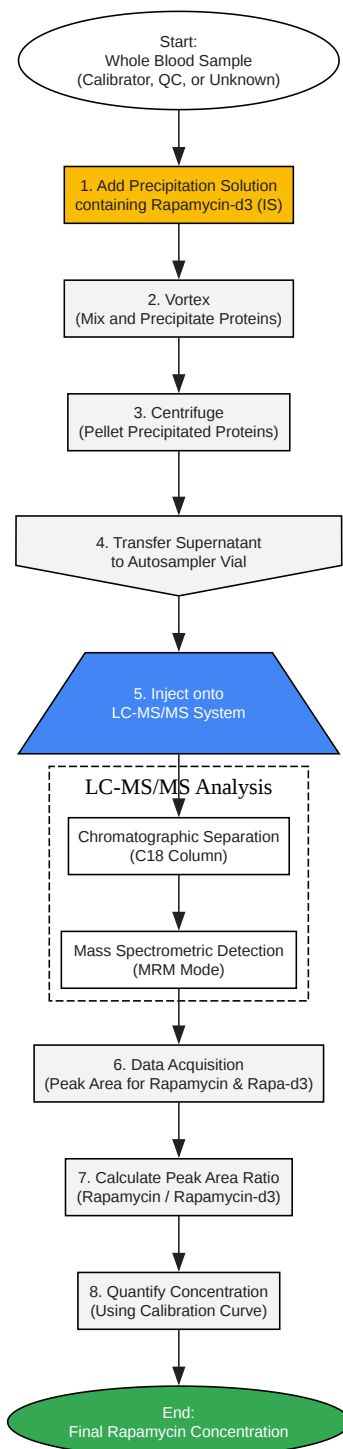 Start:
Whole Blood Sample
(Calibrator, QC, or Unknown)
1. Add Precipitation Solution
containing Rapamycin-d3 (IS)
2. Vortex
(Mix and Precipitate Proteins)
3. Centrifuge
(Pellet Precipitated Proteins)
4. Transfer Supernatant
to Autosampler Vial
5. Inject onto
LC-MS/MS System
LC-MS/MS Analysis
Chromatographic Separation
(C18 Column)
Mass Spectrometric Detection
(MRM Mode)
6. Data Acquisition
(Peak Area for Rapamycin & Rapa-d3)
7. Calculate Peak Area Ratio
(Rapamycin / Rapamycin-d3)
8. Quantify Concentration
(Using Calibration Curve)
End:
Final Rapamycin Concentration